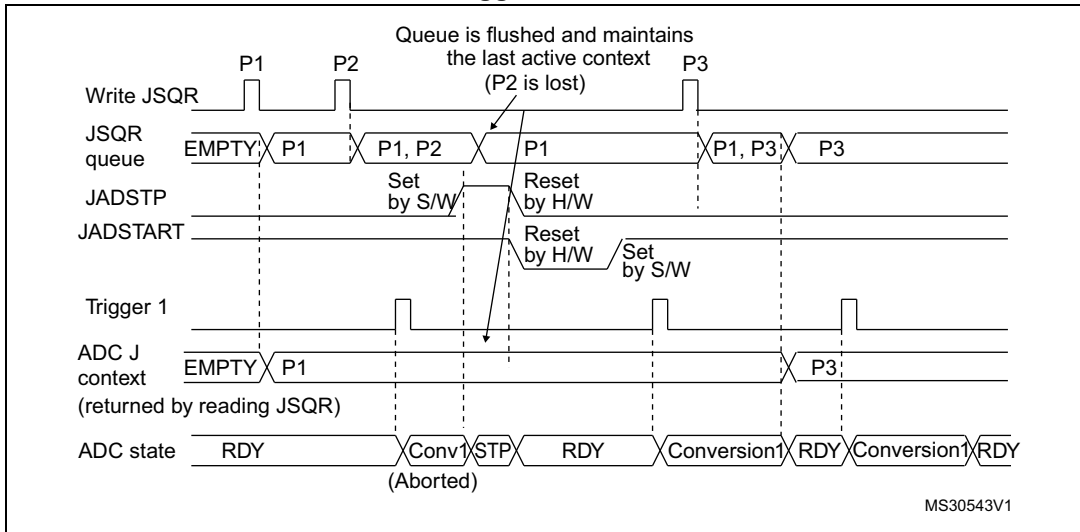 Queue is flushed and maintains
the last active context
(P2 is lost)
P1 P2 P3
Write JSQR
JSQR
queue
EMPTY P1 P1, P2 P1 P1, P3 P3
Set
by S/W
Reset
by H/W
JADSTP
JADSTART
Reset
by H/W
Set
by S/W
Trigger 1
ADC J
context
(returned by reading JSQR)
EMPTY P1 P3
ADC state RDY Conv1 STP RDY Conversion1 RDY Conversion1 RDY
(Aborted)
MS30543V1